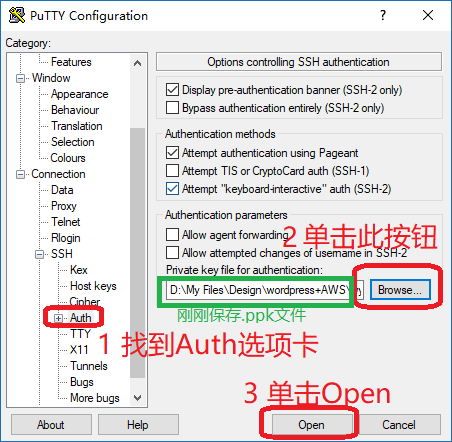 PuTTY Configuration
Category:
Features
Window
Appearance
Behaviour
Translation
Selection
Colours
Connection
Data
Proxy
Telnet
Rlogin
SSH
Kex
Host keys
Cipher
Auth
TTY
X11
Tunnels
Bugs
More bugs
Options controlling SSH authentication
Display pre-authentication banner (SSH-2 only)
Bypass authentication entirely (SSH-2 only)
Authentication methods
Attempt authentication using Pageant
Attempt TIS or CryptoCard auth (SSH-1)
Attempt "keyboard-interactive" auth (SSH-2)
Authentication parameters
Allow agent forwarding
2 单击此按钮
Allow attempted changes of username in SSH-2
Private key file for authentication:
D:\My Files\Design\wordpress+AWS\
Browse...
刚刚保存.ppk文件
1 找到Auth选项卡
3 单击Open
About
Help
Open
Cancel